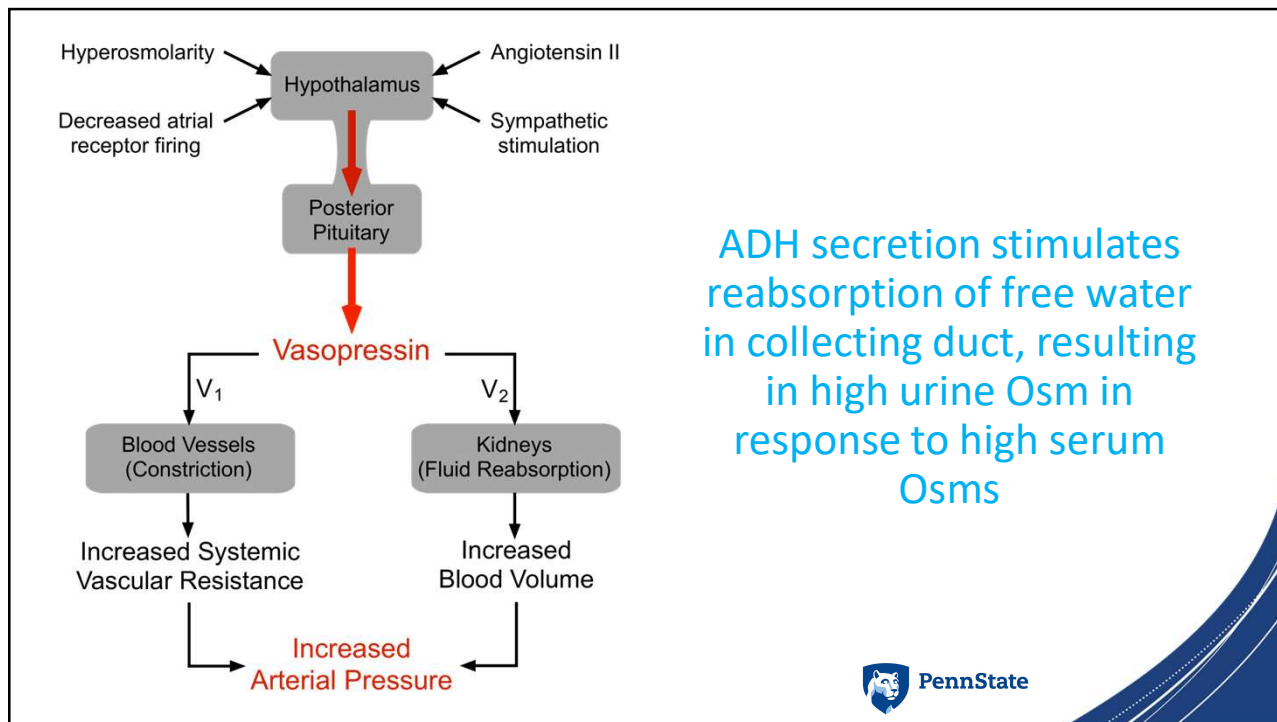 Hyperosmolarity
Angiotensin II
Hypothalamus
Decreased atrial
receptor firing
Sympathetic
stimulation
Posterior
Pituitary
Vasopressin
V₁
V₂
Blood Vessels
(Constriction)
Kidneys
(Fluid Reabsorption)
Increased Systemic
Vascular Resistance
Increased
Blood Volume
Increased
Arterial Pressure
ADH secretion stimulates
reabsorption of free water
in collecting duct, resulting
in high urine Osm in
response to high serum
Osms
PennState